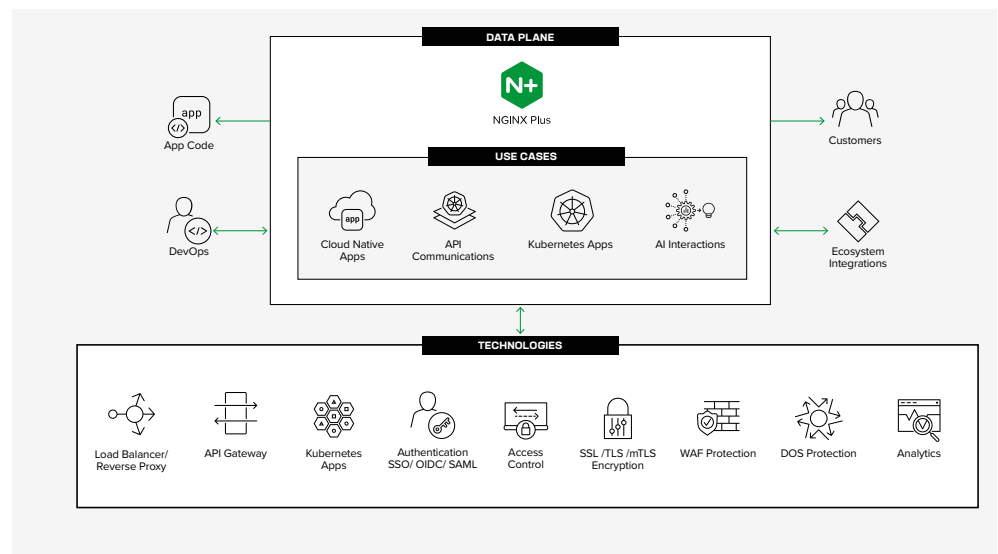 DATA PLANE
N+
NGINX Plus
app
</>
App Code
Customers
USE CASES
app
Cloud Native
Apps
API
Communications
Kubernetes Apps
AI Interactions
</>
DevOps
Ecosystem
Integrations
TECHNOLOGIES
Load Balancer/
Reverse Proxy
API Gateway
Kubernetes
Apps
Authentication
SSO/ OIDC/ SAML
Access
Control
SSL /TLS /mTLS
Encryption
WAF Protection
DOS Protection
Analytics